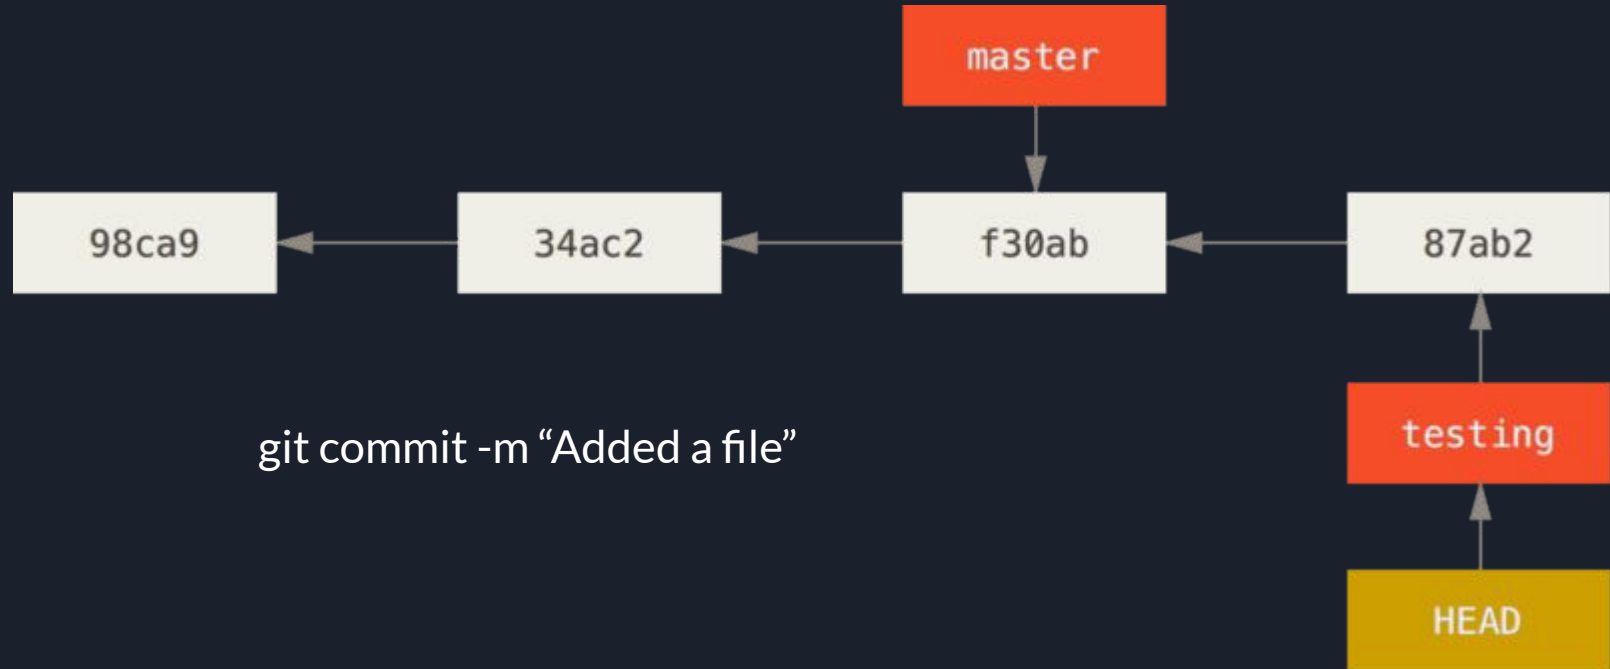 master
98ca9 34ac2 f30ab 87ab2
git commit -m “Added a file”
testing
HEAD